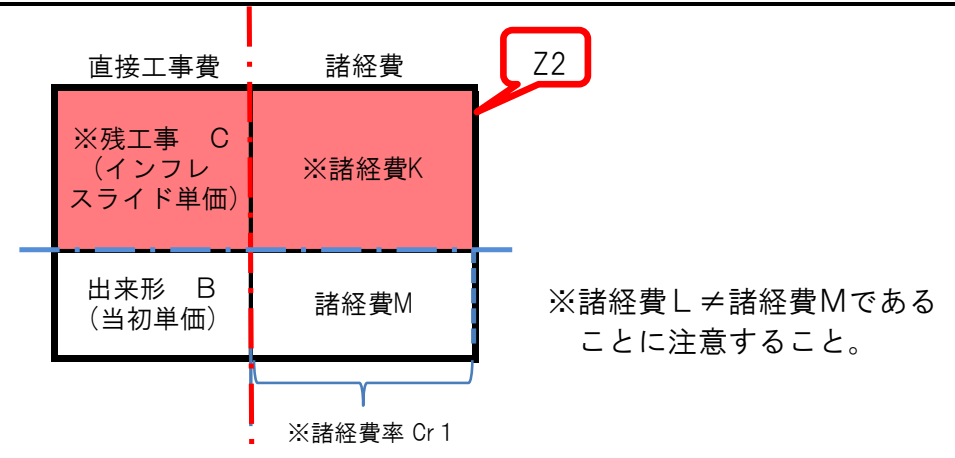 直接工事費
諸経費
Z2
※残工事　C
（インフレ
スライド単価）
※諸経費K
出来形　B
（当初単価）
諸経費M
※諸経費L≠諸経費Mである
ことに注意すること。
※諸経費率 Cr1